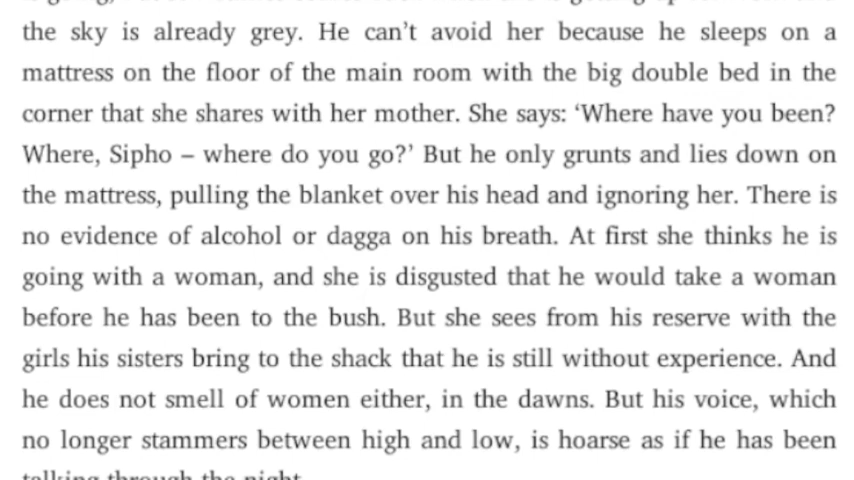 the sky is already grey. He can’t avoid her because he sleeps on a
mattress on the floor of the main room with the big double bed in the
corner that she shares with her mother. She says: ‘Where have you been?
Where, Sipho – where do you go?’ But he only grunts and lies down on
the mattress, pulling the blanket over his head and ignoring her. There is
no evidence of alcohol or dagga on his breath. At first she thinks he is
going with a woman, and she is disgusted that he would take a woman
before he has been to the bush. But she sees from his reserve with the
girls his sisters bring to the shack that he is still without experience. And
he does not smell of women either, in the dawns. But his voice, which
no longer stammers between high and low, is hoarse as if he has been
talking through the night.